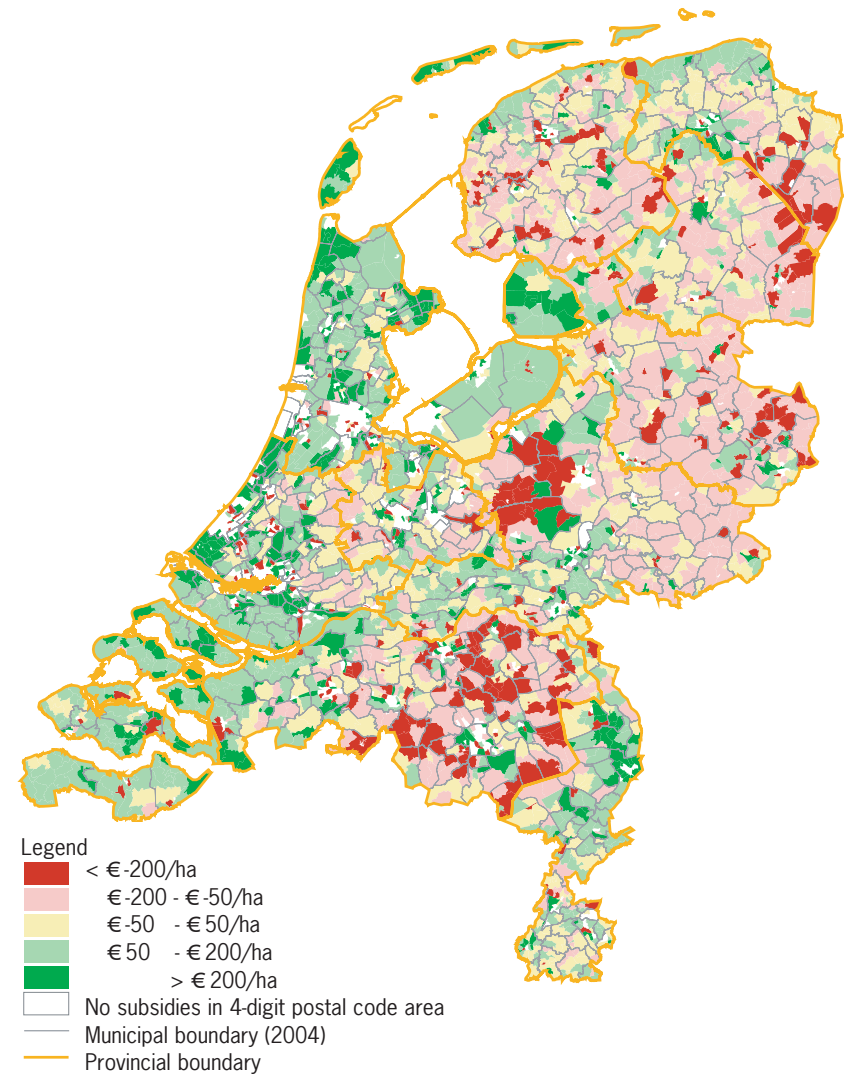 Legend
< € -200/ha
€ -200 - € -50/ha
€ -50 - € 50/ha
€ 50 - € 200/ha
> € 200/ha
No subsidies in 4-digit postal code area
Municipal boundary (2004)
Provincial boundary